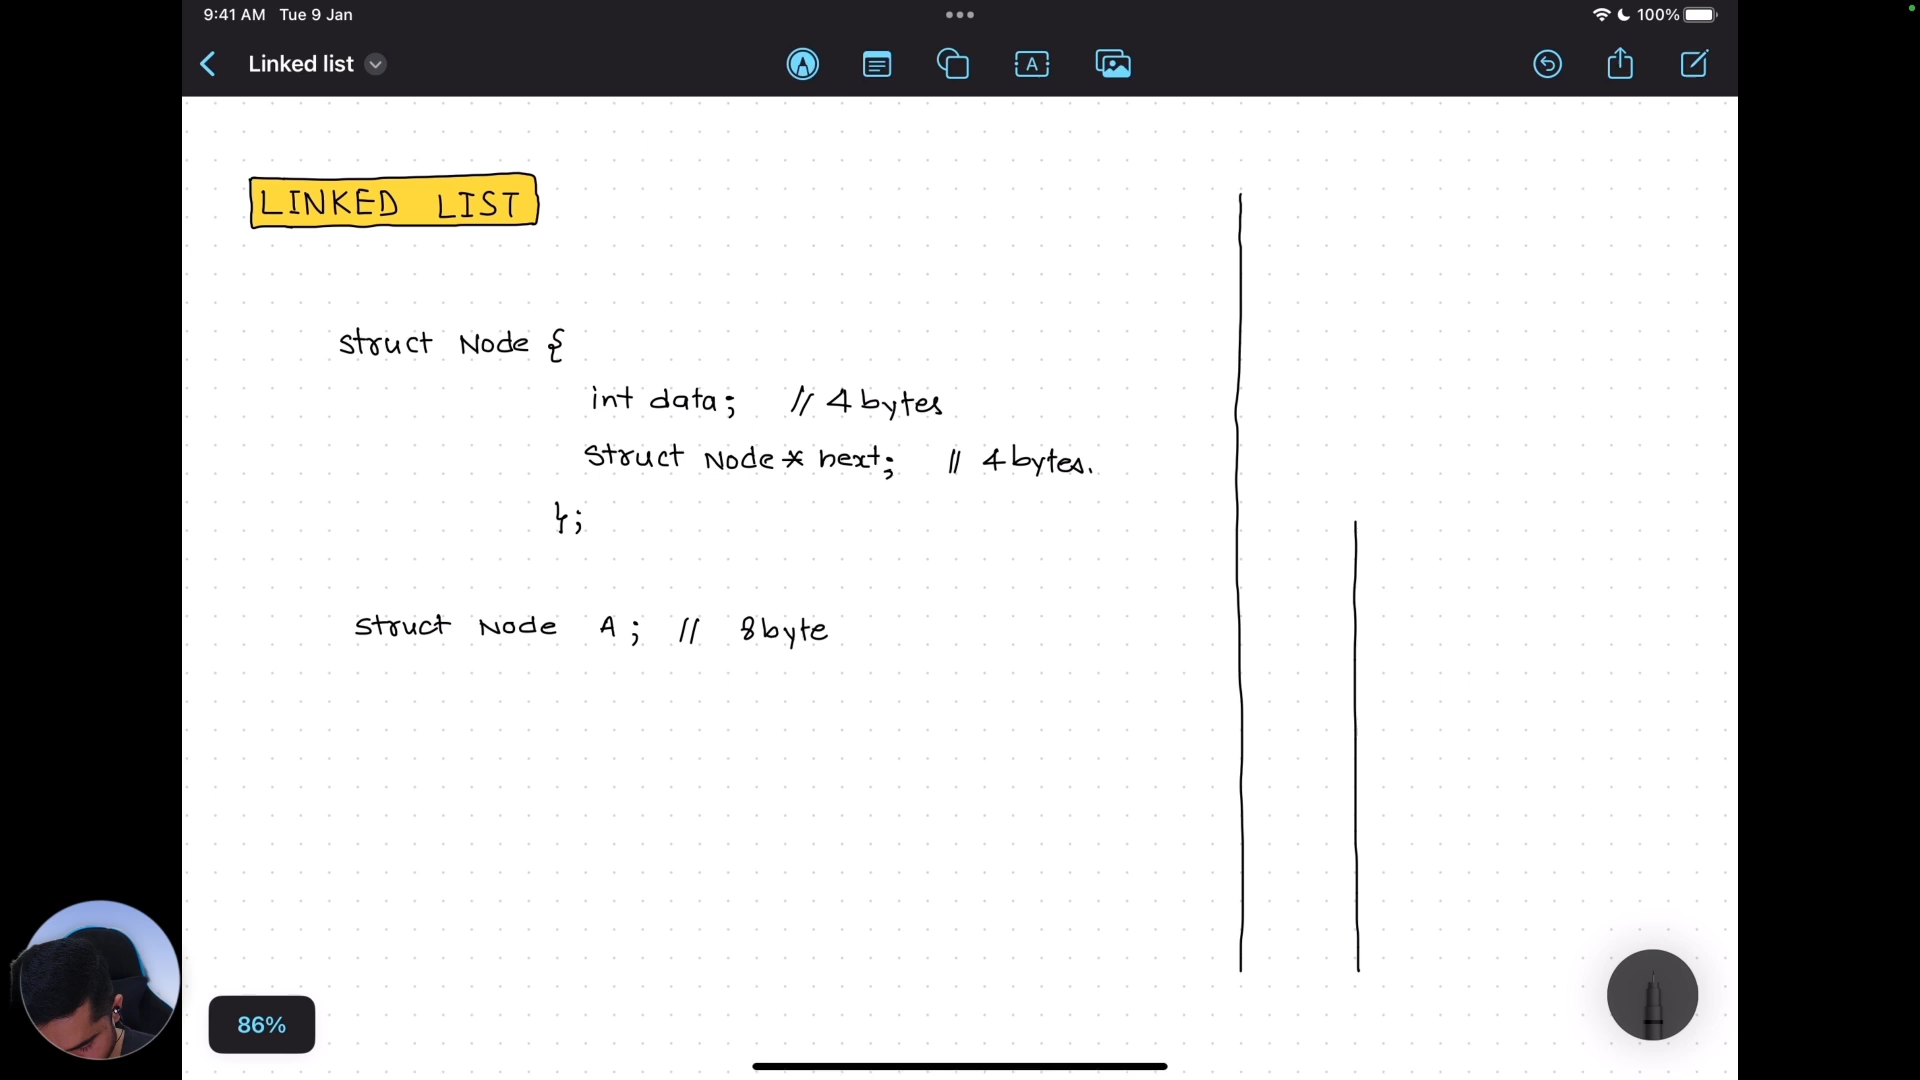 9:41 AM Tue 9 Jan
100%
Linked list
A
LINKED LIST
struct Node {
int data; // 4 bytes
struct Node * next; // 4 bytes.
};
struct Node A; // 8 byte
86%